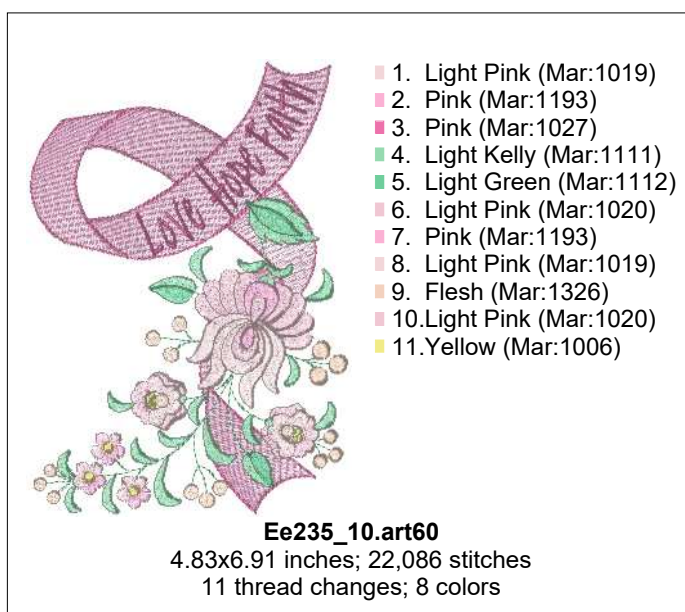 Love Hope Faith
1. Light Pink (Mar:1019)
2. Pink (Mar:1193)
3. Pink (Mar:1027)
4. Light Kelly (Mar:1111)
5. Light Green (Mar:1112)
6. Light Pink (Mar:1020)
7. Pink (Mar:1193)
8. Light Pink (Mar:1019)
9. Flesh (Mar:1326)
10.Light Pink (Mar:1020)
11.Yellow (Mar:1006)
Ee235_10.art60
4.83x6.91 inches; 22,086 stitches
11 thread changes; 8 colors